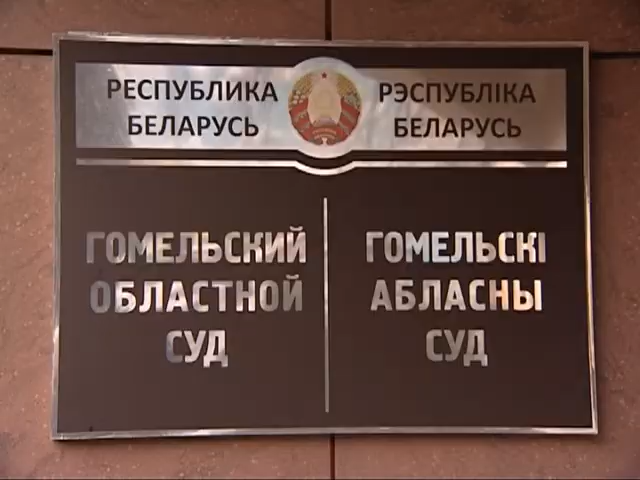 РЕСПУБЛИКА
БЕЛАРУСЬ
РЭСПУБЛІКА
БЕЛАРУСЬ
ГОМЕЛЬСКИЙ
ОБЛАСТНОЙ
СУД
ГОМЕЛЬСКІ
АБЛАСНЫ
СУД